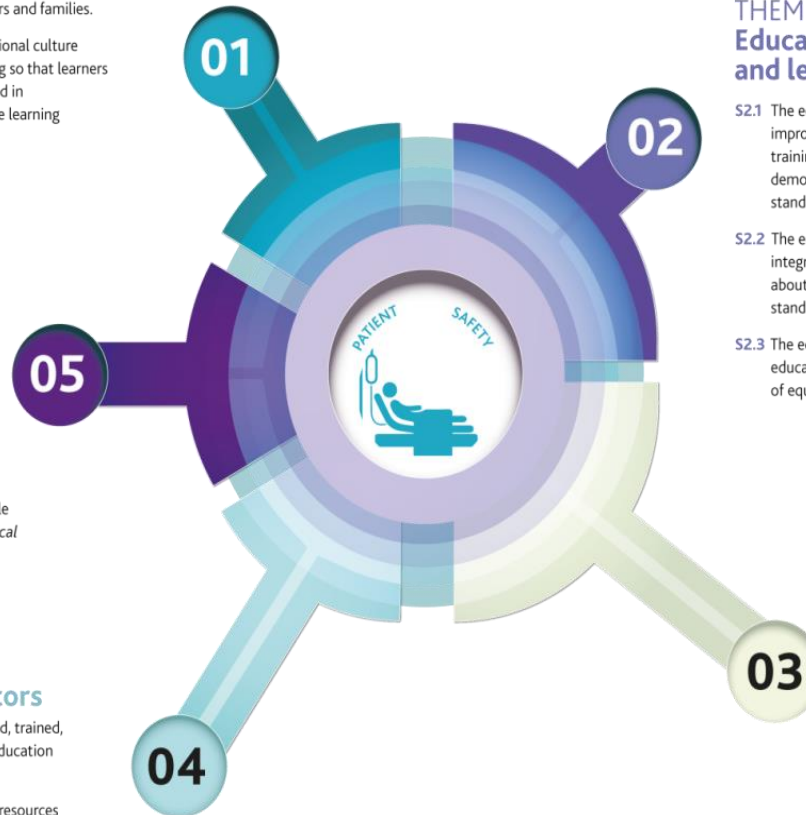 rs and families.
ional culture
g so that learners
d in
e learning
01
THEM
Educa
and le
S2.1 The e
impro
trainin
demo
stand
S2.2 The e
integr
about
stand
S2.3 The e
educa
of equ
02
PATIENT SAFETY
05
le
cal
03
tors
d, trained,
ducation
04
resources